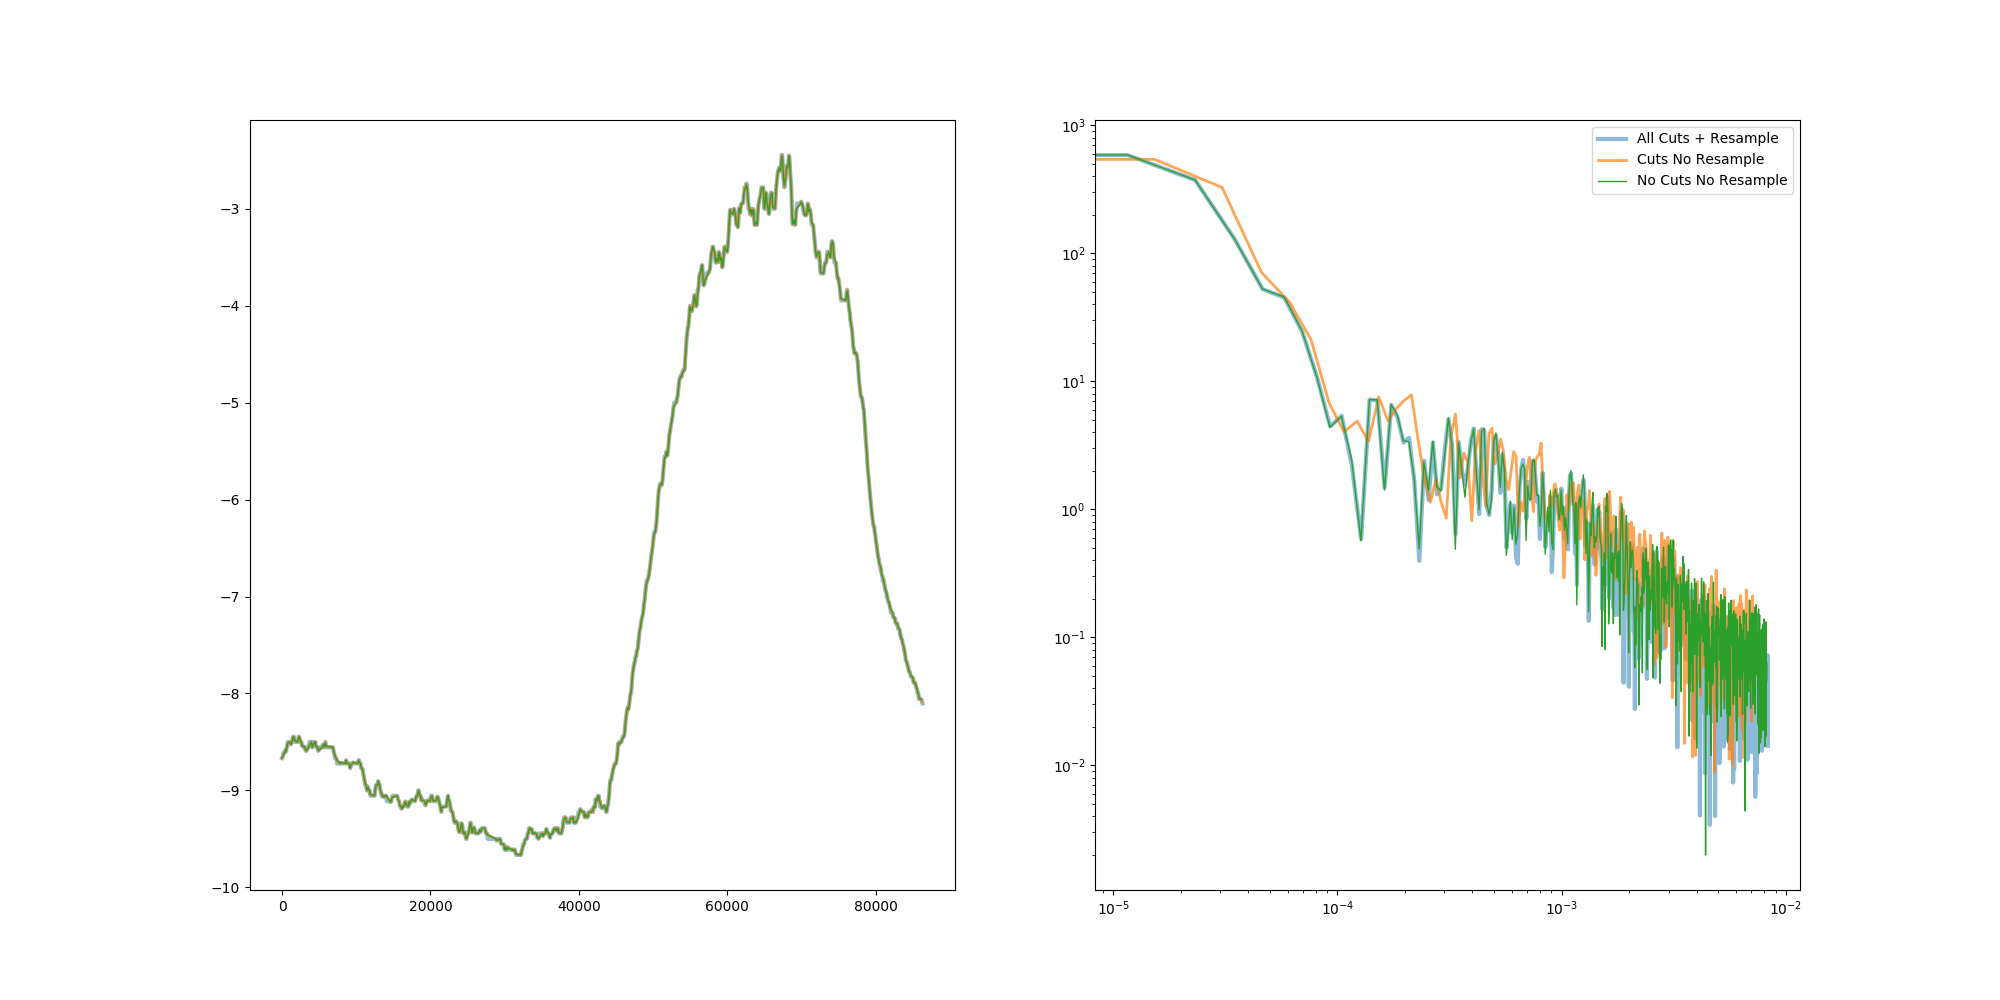 −3
−4
−5
−6
−7
−8
−9
−10
0 20000 40000 60000 80000
10³
10²
10¹
10⁰
10⁻¹
10⁻²
10⁻⁵ 10⁻⁴ 10⁻³ 10⁻²
All Cuts + Resample
Cuts No Resample
No Cuts No Resample